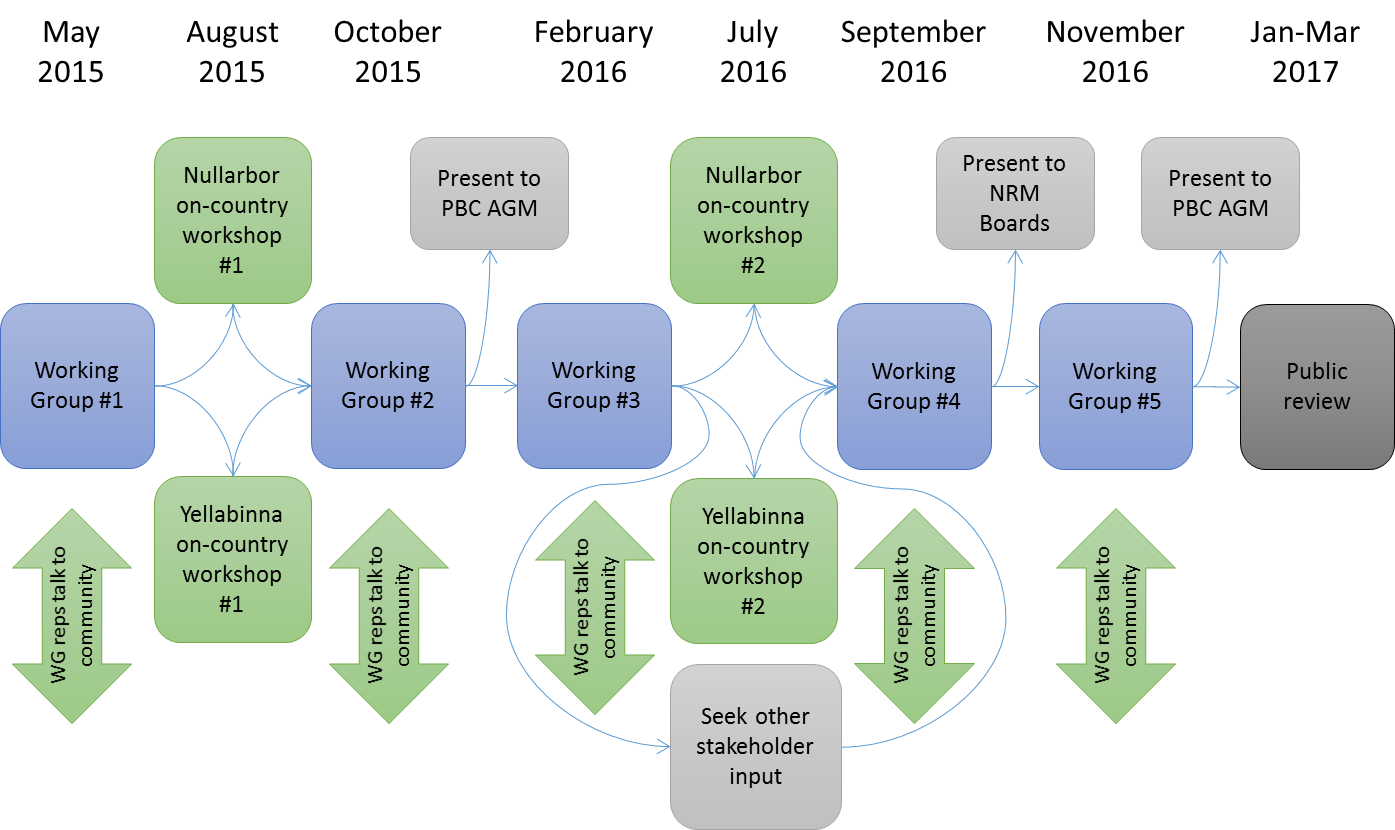 May
2015
August
2015
October
2015
February
2016
July
2016
September
2016
November
2016
Jan-Mar
2017
Nullarbor
on-country
workshop
#1
Present to
PBC AGM
Nullarbor
on-country
workshop
#2
Present to
NRM
Boards
Present to
PBC AGM
Working
Group #1
Working
Group #2
Working
Group #3
Working
Group #4
Working
Group #5
Public
review
Yellabinna
on-country
workshop
#1
Yellabinna
on-country
workshop
#2
WG reps talk to
community
WG reps talk to
community
WG reps talk to
community
WG reps talk to
community
WG reps talk to
community
Seek other
stakeholder
input